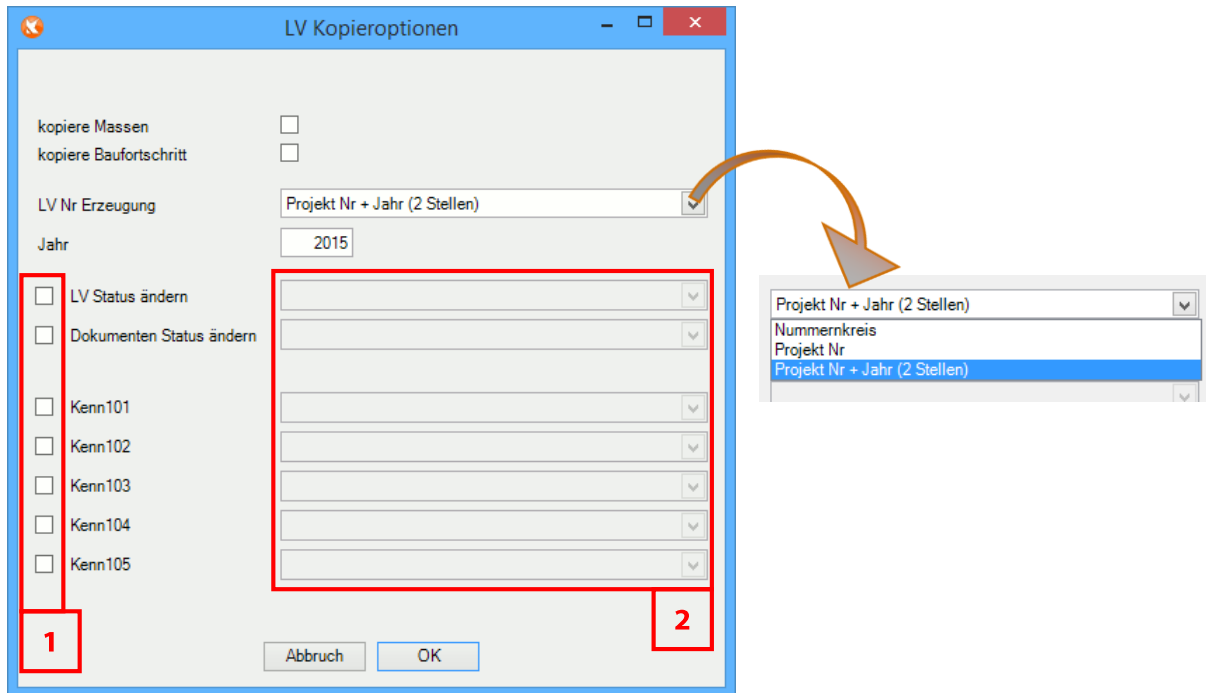 LV Kopieroptionen
kopiere Massen
kopiere Baufortschritt
LV Nr Erzeugung
Projekt Nr + Jahr (2 Stellen)
Jahr
2015
LV Status ändern
Dokumenten Status ändern
Kenn101
Kenn102
Kenn103
Kenn104
Kenn105
1
2
Abbruch
OK
Projekt Nr + Jahr (2 Stellen)
Nummernkreis
Projekt Nr
Projekt Nr + Jahr (2 Stellen)